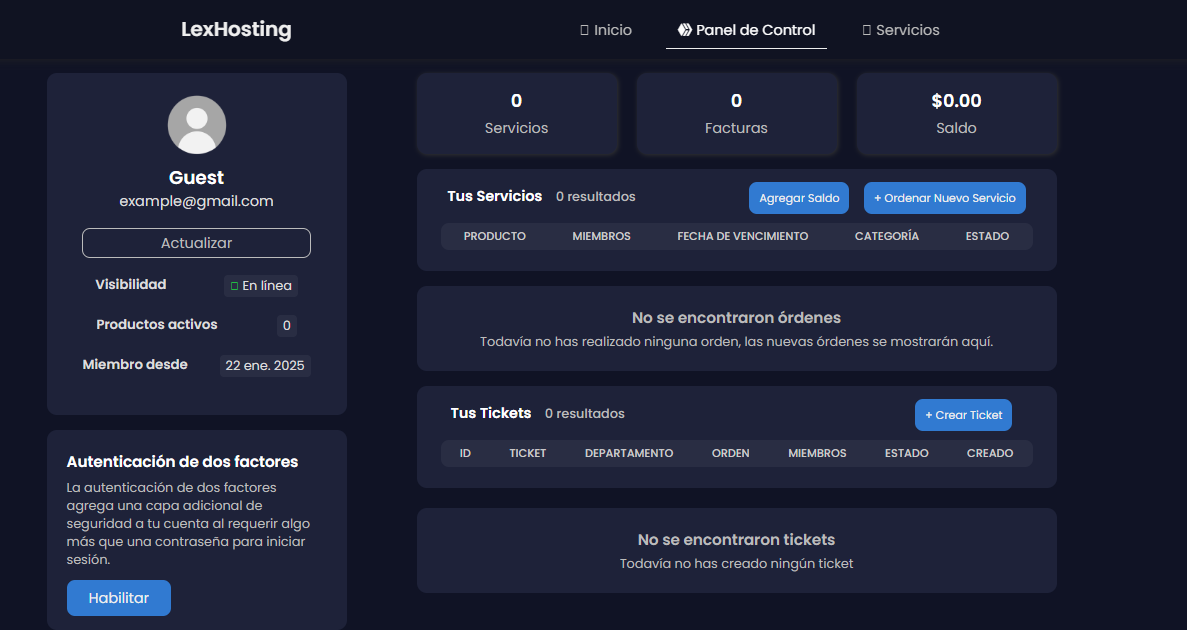 LexHosting
Inicio
Panel de Control
Servicios
Guest
example@gmail.com
Actualizar
Visibilidad
En línea
Productos activos
0
Miembro desde
22 ene. 2025
Autenticación de dos factores
La autenticación de dos factores
agrega una capa adicional de
seguridad a tu cuenta al requerir algo
más que una contraseña para iniciar
sesión.
Habilitar
0
Servicios
0
Facturas
$0.00
Saldo
Tus Servicios 0 resultados
Agregar Saldo
+ Ordenar Nuevo Servicio
PRODUCTO MIEMBROS FECHA DE VENCIMIENTO CATEGORÍA ESTADO
No se encontraron órdenes
Todavía no has realizado ninguna orden, las nuevas órdenes se mostrarán aquí.
Tus Tickets 0 resultados
+ Crear Ticket
ID TICKET DEPARTAMENTO ORDEN MIEMBROS ESTADO CREADO
No se encontraron tickets
Todavía no has creado ningún ticket